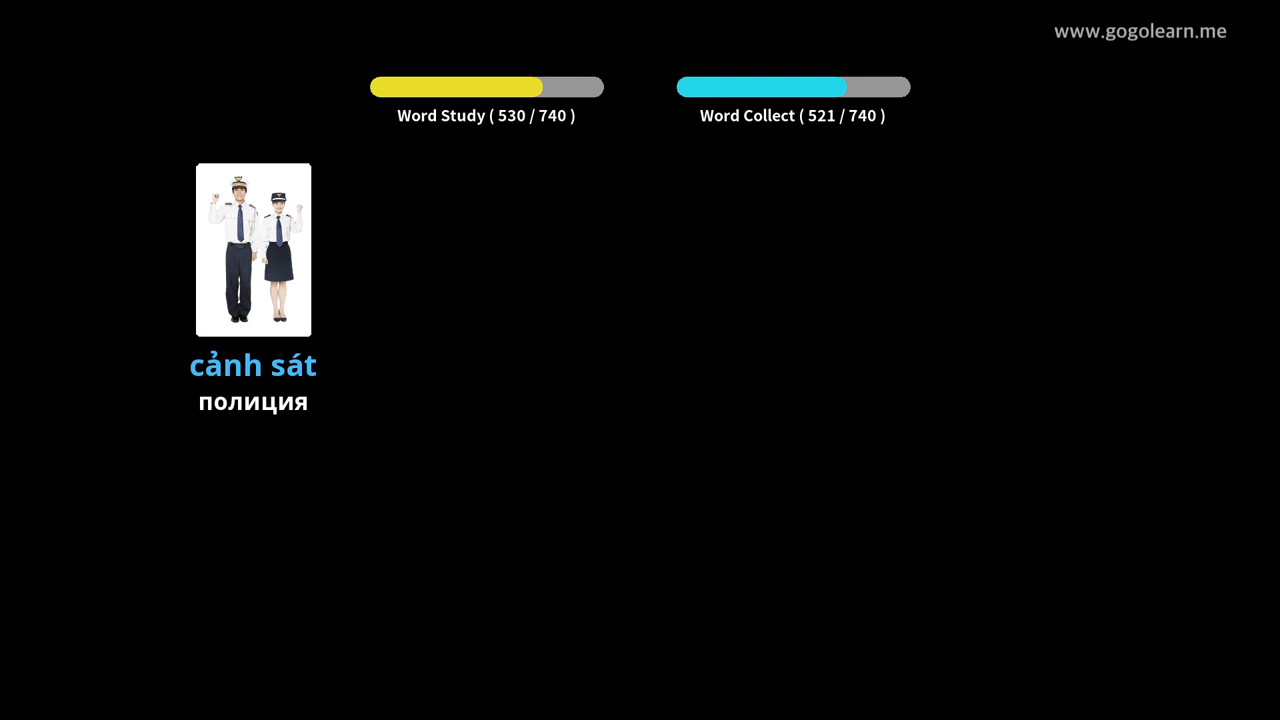 www.gogolearn.me
Word Study ( 530 / 740 )
Word Collect ( 521 / 740 )
cảnh sát
полиция